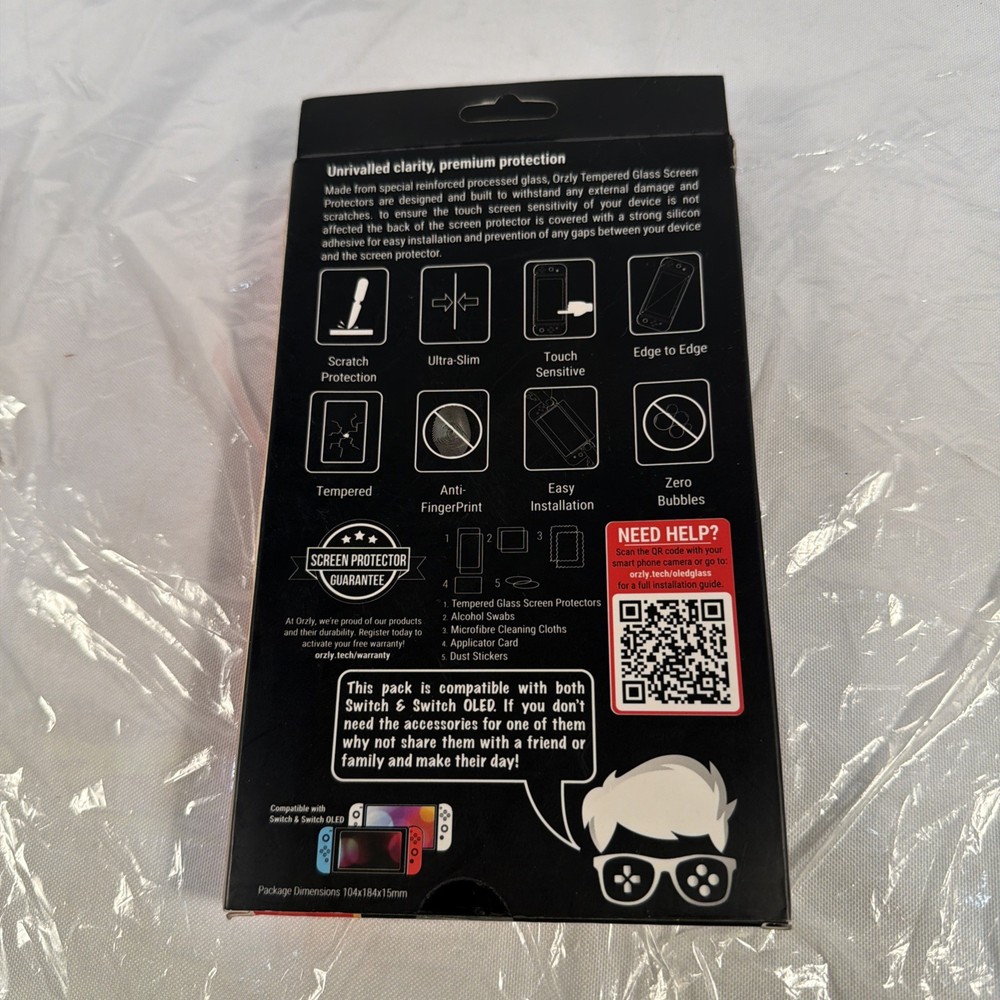 Unrivalled clarity, premium protection
Made from special reinforced processed glass, Orzly Tempered Glass Screen
Protectors are designed and built to withstand any external damage and
scratches. to ensure the touch screen sensitivity of your device is not
affected the back of the screen protector is covered with a strong silicon
adhesive for easy installation and prevention of any gaps between your device
and the screen protector.
Scratch
Protection
Ultra-Slim
Touch
Sensitive
Edge to Edge
Tempered
Anti-
FingerPrint
Easy
Installation
Zero
Bubbles
SCREEN PROTECTOR
GUARANTEE
At Orzly, we're proud of our products
and their durability. Register today to
activate your free warranty!
orzly.tech/warranty
1 2 3
4 5
1. Tempered Glass Screen Protectors
2. Alcohol Swabs
3. Microfibre Cleaning Cloths
4. Applicator Card
5. Dust Stickers
NEED HELP?
Scan the QR code with your
smart phone camera or go to:
orzly.tech/oledglass
for a full installation guide.
This pack is compatible with both
Switch & Switch OLED. If you don't
need the accessories for one of them
why not share them with a friend or
family and make their day!
Compatible with
Switch & Switch OLED
Package Dimensions 104x184x15mm